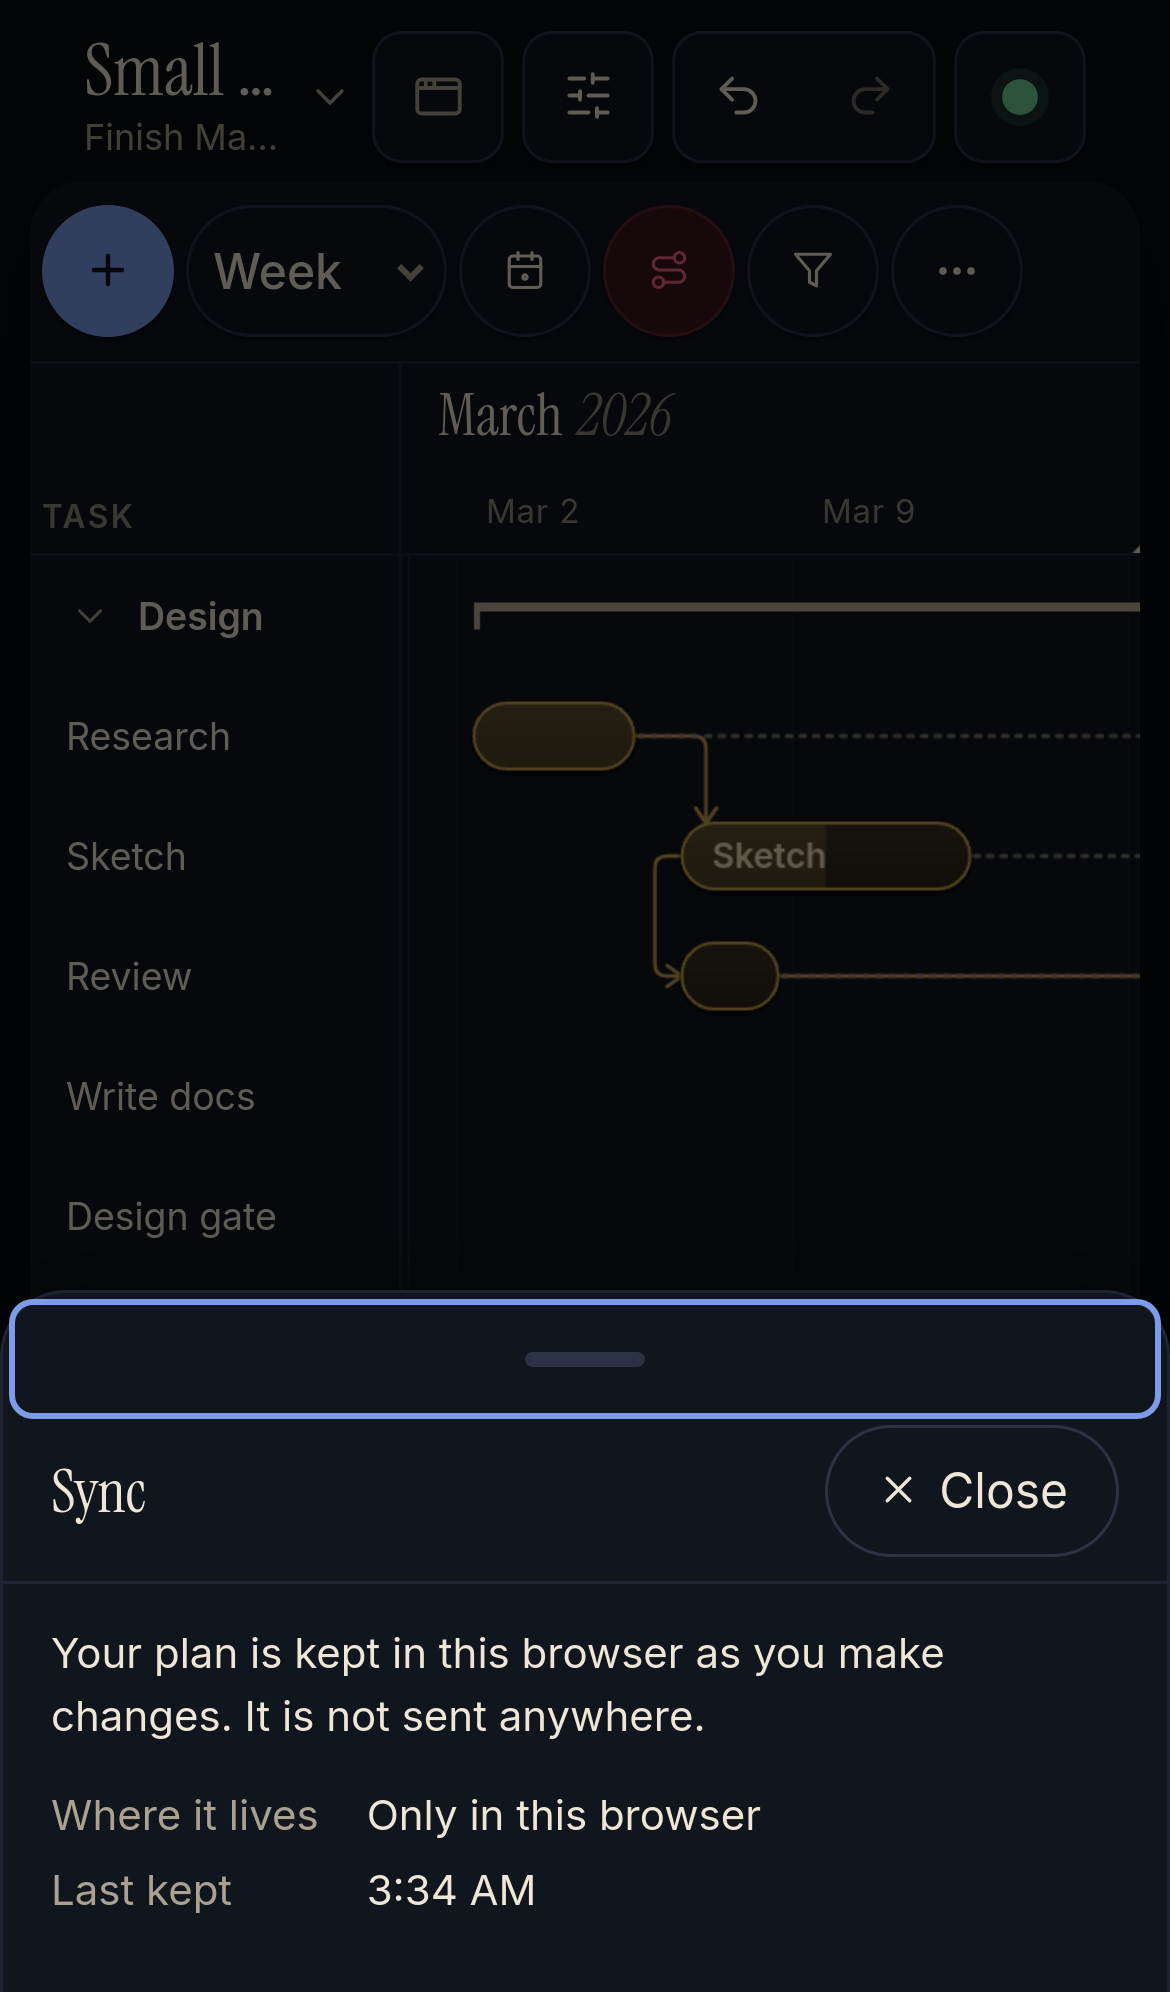 Small ...
Finish Ma...
Week
March 2026
TASK
Mar 2
Mar 9
Design
Research
Sketch
Sketch
Review
Write docs
Design gate
Sync
Close
Your plan is kept in this browser as you make
changes. It is not sent anywhere.
Where it lives Only in this browser
Last kept 3:34 AM